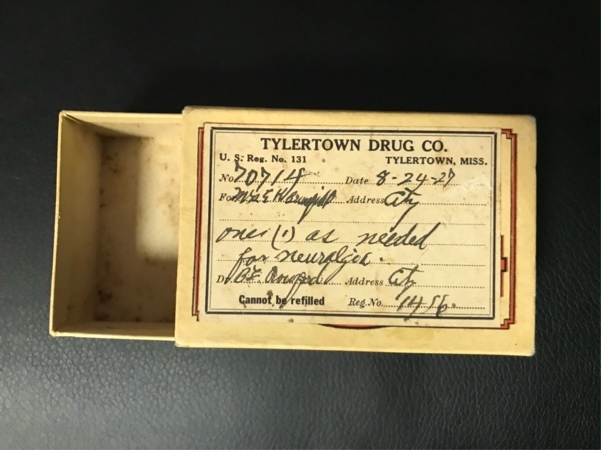 TYLERTOWN DRUG CO.
U. S. Reg. No. 131 TYLERTOWN, MISS.
No. 70714 Date 8-24-27
For Address City
one (1) as needed
for neuralgia.
Dr. Address City
Cannot be refilled Reg. No. 1456